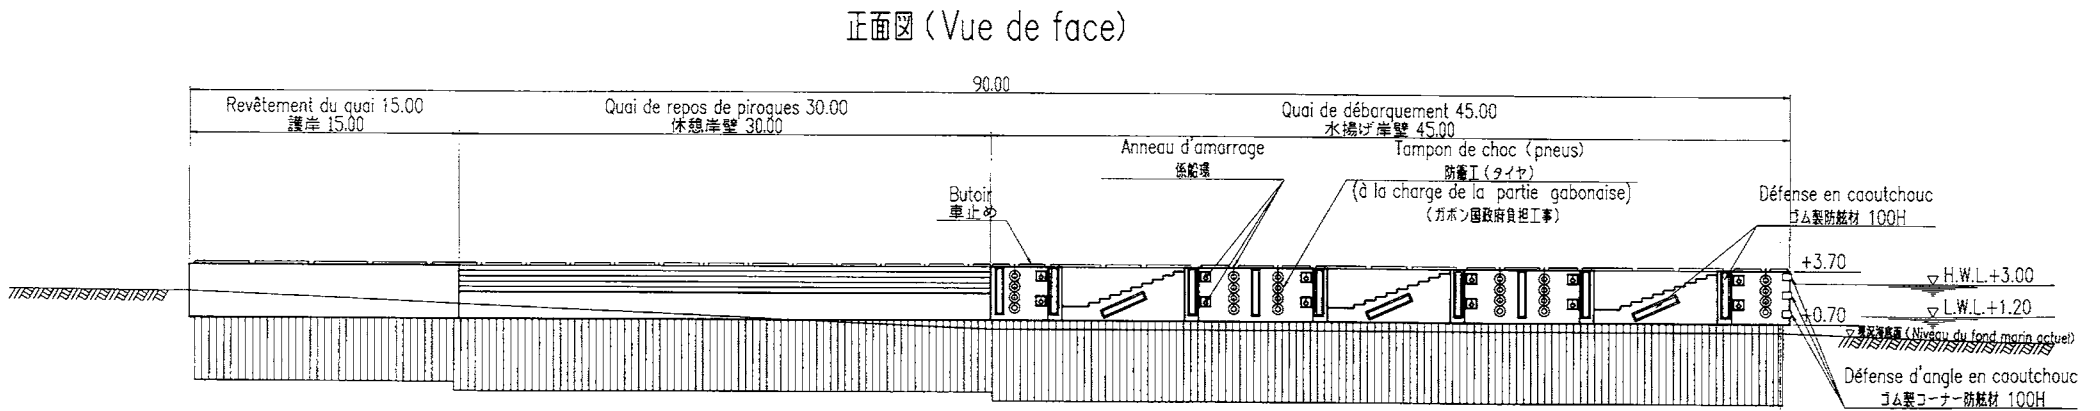 正面図 (Vue de face)
90.00
Revêtement du quai 15.00
護岸 15.00
Quai de repos de pirogues 30.00
休憩岸壁 30.00
Quai de débarquement 45.00
水揚げ岸壁 45.00
Anneau d'amarrage
係船環
Tampon de choc (pneus)
防衝工 (タイヤ)
(à la charge de la partie gabonaise)
(ガボン国政府負担工事)
Butoir
車止め
Défense en caoutchouc
ゴム製防舷材 100H
+3.70
H.W.L.+3.00
L.W.L.+1.20
+0.70
現況海底面 (Niveau du fond marin actuel)
Défense d'angle en caoutchouc
ゴム製コーナー防舷材 100H